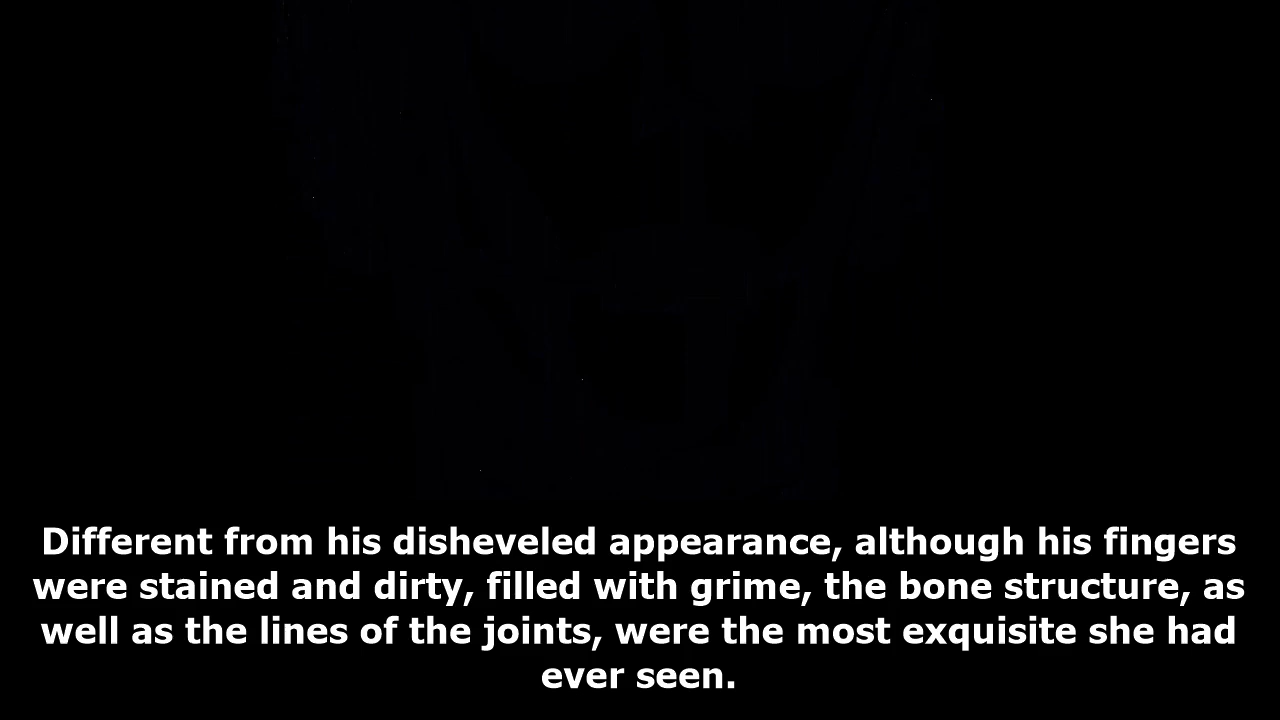 Different from his disheveled appearance, although his fingers
were stained and dirty, filled with grime, the bone structure, as
well as the lines of the joints, were the most exquisite she had
ever seen.